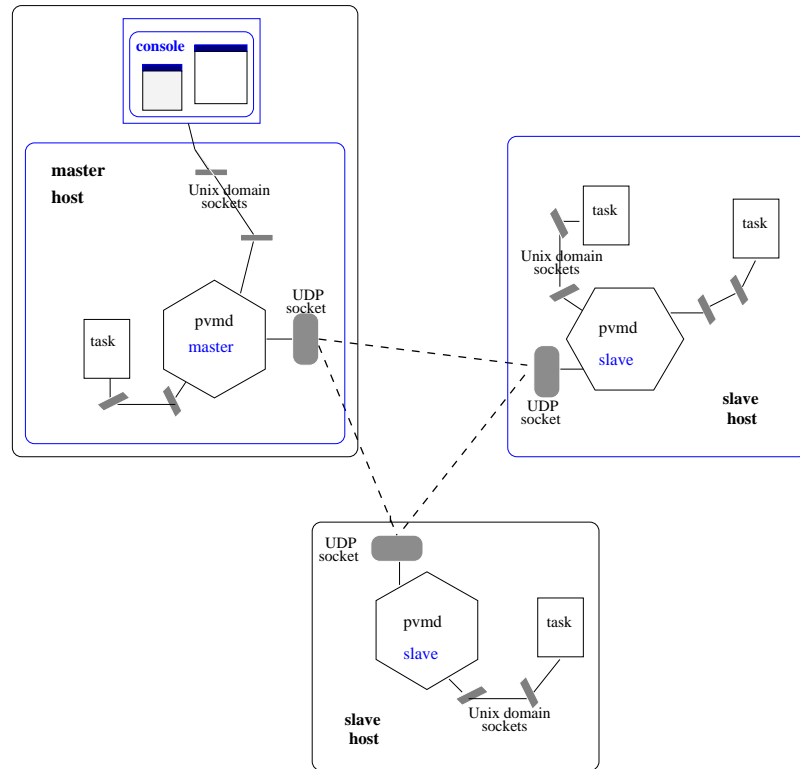 console
master
host
Unix domain
sockets
UDP
socket
pvmd
master
task
task
task
Unix domain
sockets
pvmd
slave
UDP
socket
slave
host
UDP
socket
pvmd
slave
task
Unix domain
sockets
slave
host